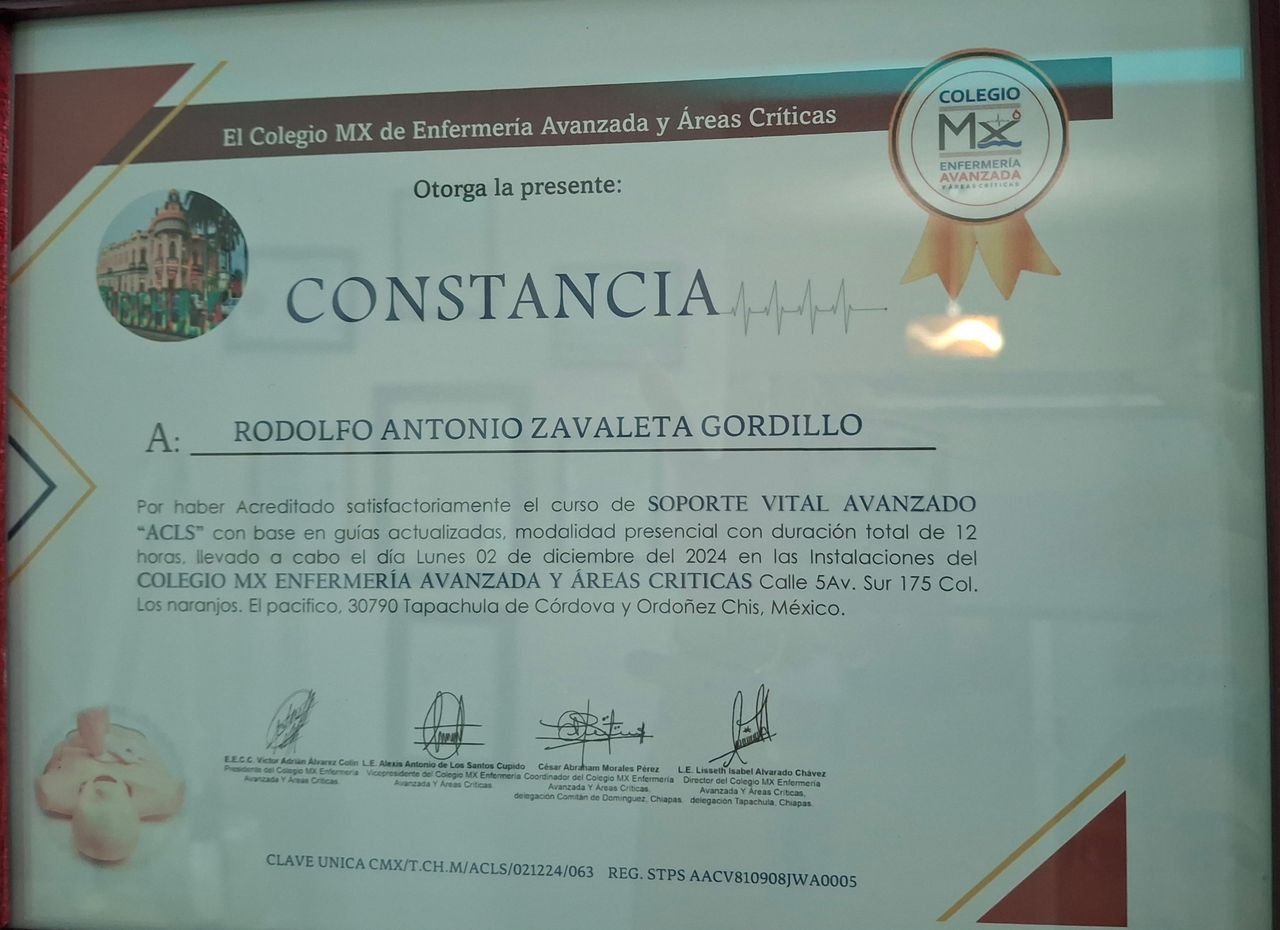 El Colegio MX de Enfermería Avanzada y Áreas Críticas
COLEGIO
Mx
ENFERMERÍA
AVANZADA
Y ÁREAS CRÍTICAS
Otorga la presente:
CONSTANCIA
A: RODOLFO ANTONIO ZAVALETA GORDILLO
Por haber Acreditado satisfactoriamente el curso de SOPORTE VITAL AVANZADO
“ACLS” con base en guías actualizadas, modalidad presencial con duración total de 12
horas, llevado a cabo el día Lunes 02 de diciembre del 2024 en las Instalaciones del
COLEGIO MX ENFERMERÍA AVANZADA Y ÁREAS CRITICAS Calle 5Av. Sur 175 Col.
Los naranjos. El pacifico, 30790 Tapachula de Córdova y Ordoñez Chis, México.
E.E.C.C. Victor Adrián Álvarez Colin
Presidente del Colegio MX Enfermería
Avanzada Y Áreas Críticas.
L.E. Alexis Antonio de Los Santos Cupido
Vicepresidente del Colegio MX Enfermería
Avanzada Y Áreas Críticas.
César Abraham Morales Pérez
Coordinador del Colegio MX Enfermería
Avanzada Y Áreas Críticas,
delegación Comitán de Domínguez, Chiapas.
L.E. Lisseth Isabel Alvarado Chávez
Director del Colegio MX Enfermería
Avanzada Y Áreas Críticas,
delegación Tapachula, Chiapas.
CLAVE UNICA CMX/T.CH.M/ACLS/021224/063 REG. STPS AACV810908JWA0005